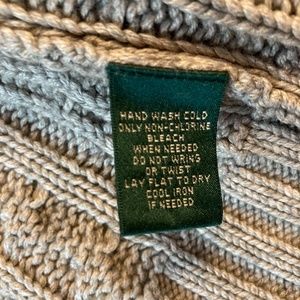 HAND WASH COLD
ONLY NON-CHLORINE
BLEACH
WHEN NEEDED
DO NOT WRING
OR TWIST
LAY FLAT TO DRY
COOL IRON
IF NEEDED